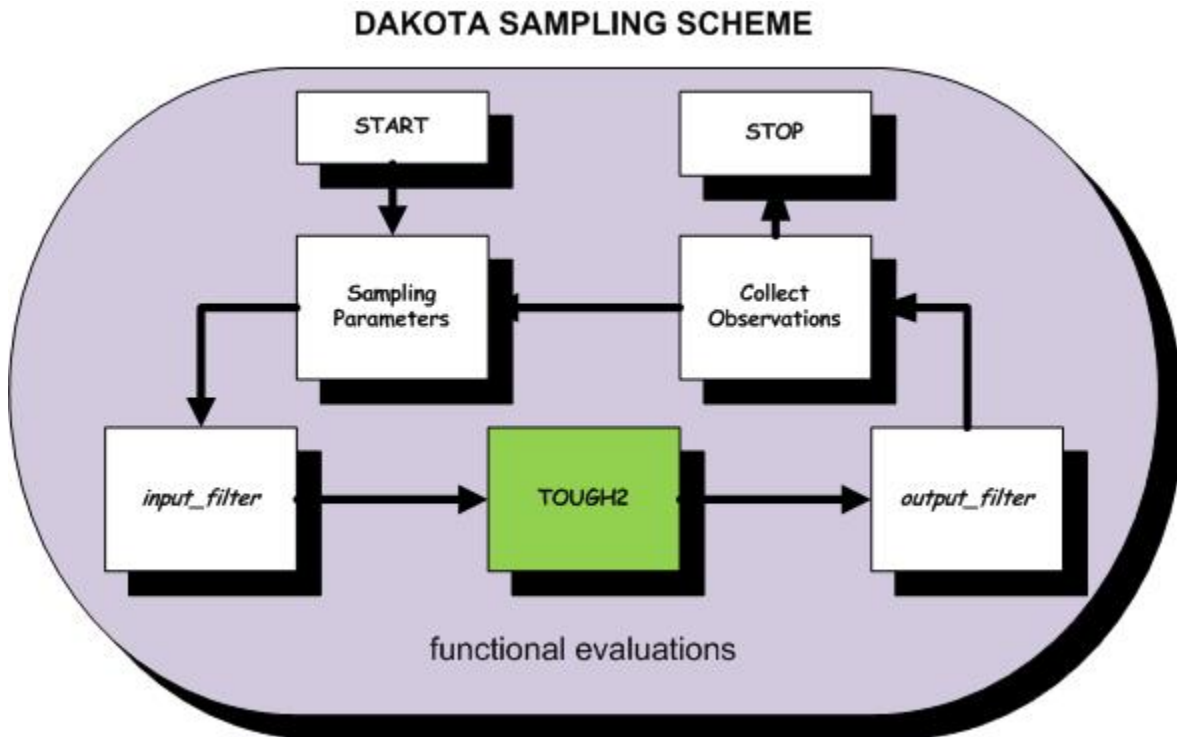 DAKOTA SAMPLING SCHEME
START
STOP
Sampling
Parameters
Collect
Observations
input_filter
TOUGH2
output_filter
functional evaluations